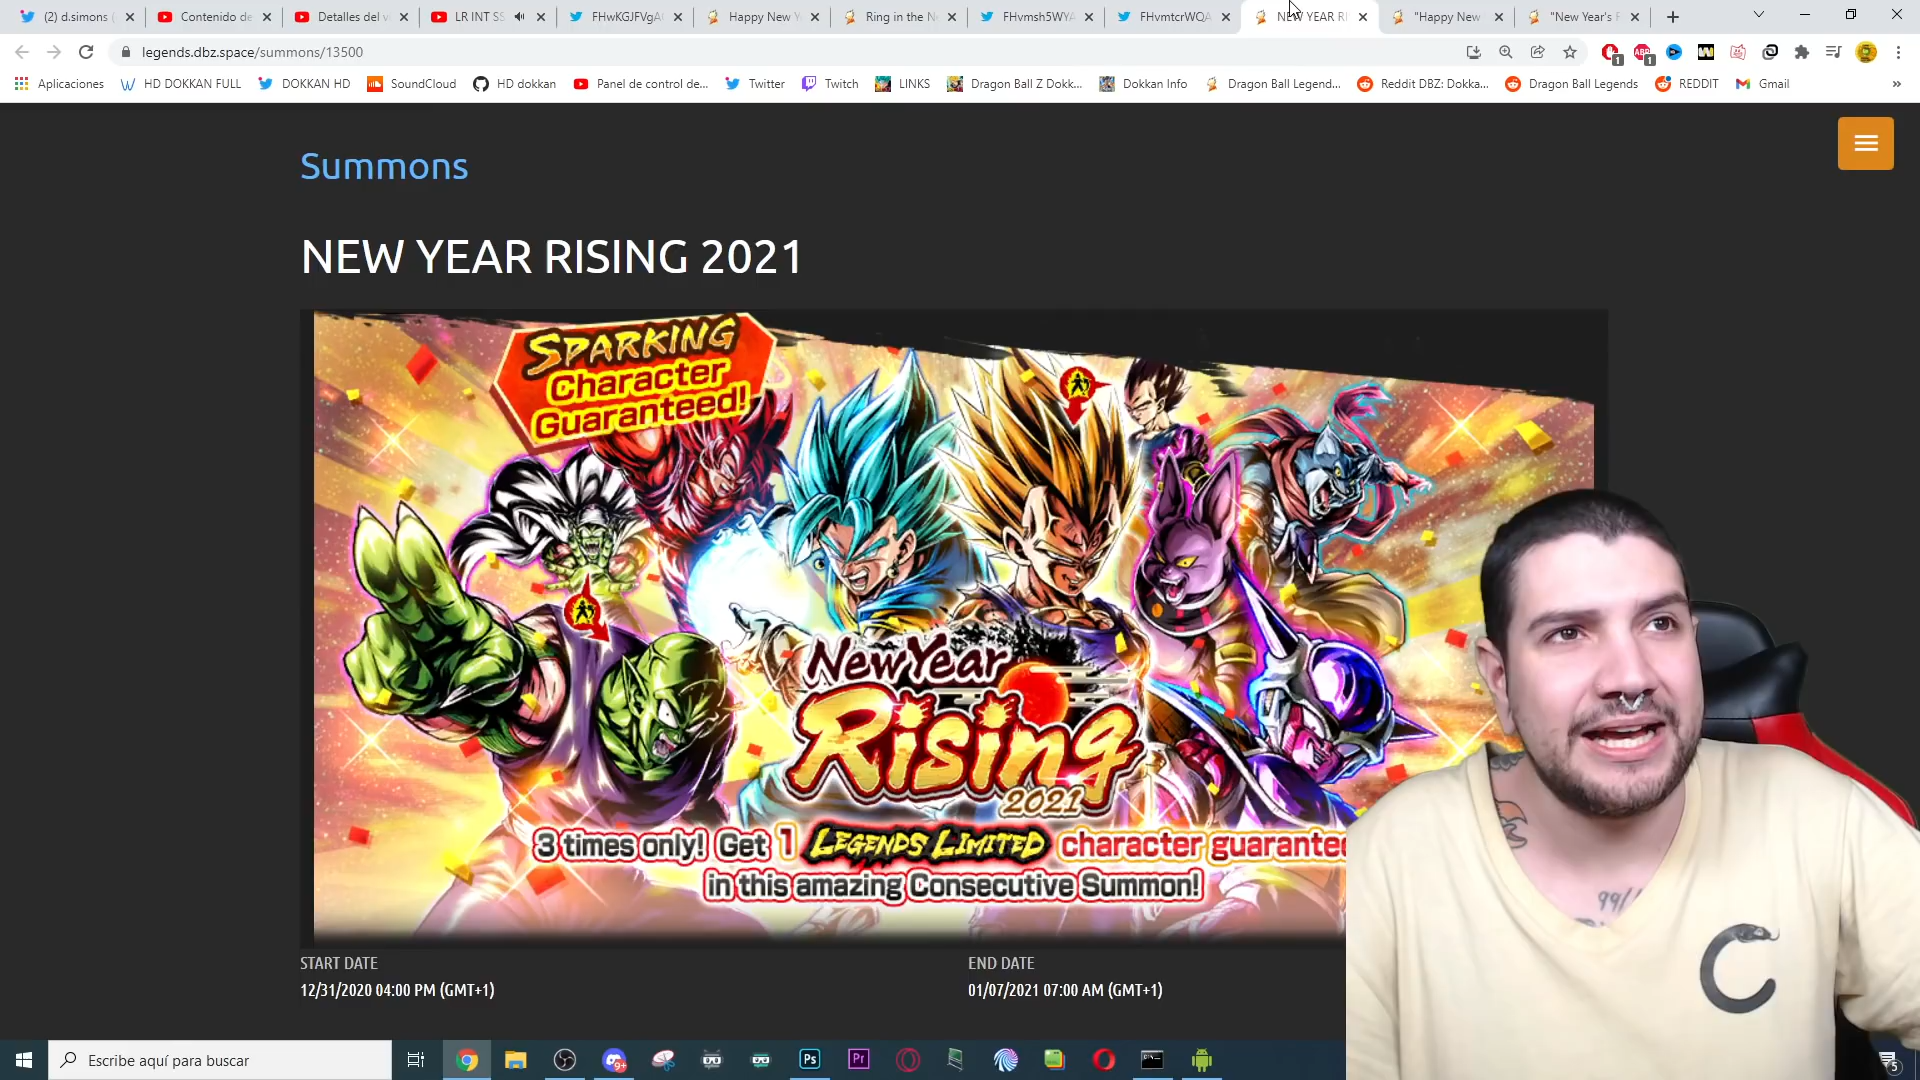 (2) d.simons
Contenido de
Detalles del v
LR INT SS
FHwKGJFVgA
Happy New Y
Ring in the N
FHvmsh5WYA
FHvmtcrWQA
NEW YEAR RI
"Happy New
"New Year's F
legends.dbz.space/summons/13500
Aplicaciones
HD DOKKAN FULL
DOKKAN HD
SoundCloud
HD dokkan
Panel de control de...
Twitter
Twitch
LINKS
Dragon Ball Z Dokk...
Dokkan Info
Dragon Ball Legend...
Reddit DBZ: Dokka...
Dragon Ball Legends
REDDIT
Gmail
Summons
NEW YEAR RISING 2021
SPARKING
Character
Guaranteed!
New Year
Rising
2021
3 times only! Get 1 LEGENDS LIMITED character guarantee
in this amazing Consecutive Summon!
START DATE
12/31/2020 04:00 PM (GMT+1)
END DATE
01/07/2021 07:00 AM (GMT+1)
Escribe aquí para buscar